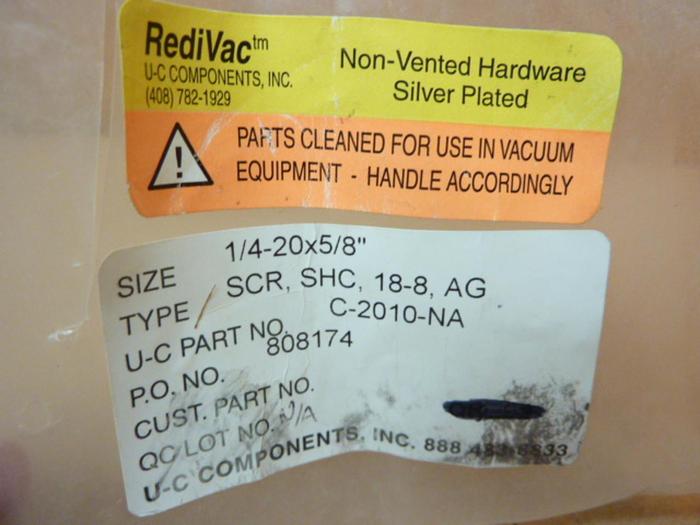 RediVac™
U-C COMPONENTS, INC.
(408) 782-1929
Non-Vented Hardware
Silver Plated
!
PARTS CLEANED FOR USE IN VACUUM
EQUIPMENT - HANDLE ACCORDINGLY
SIZE 1/4-20x5/8"
TYPE SCR, SHC, 18-8, AG
U-C PART NO. C-2010-NA
P.O. NO. 808174
CUST. PART NO.
QC LOT NO. N/A
U-C COMPONENTS, INC. 888